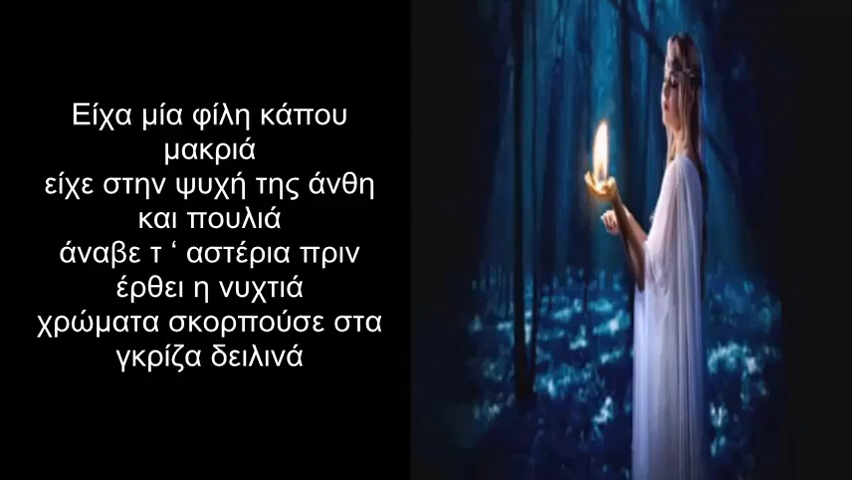 Είχα μία φίλη κάπου
μακριά
είχε στην ψυχή της άνθη
και πουλιά
άναβε τ ‘ αστέρια πριν
έρθει η νυχτιά
χρώματα σκορπούσε στα
γκρίζα δειλινά